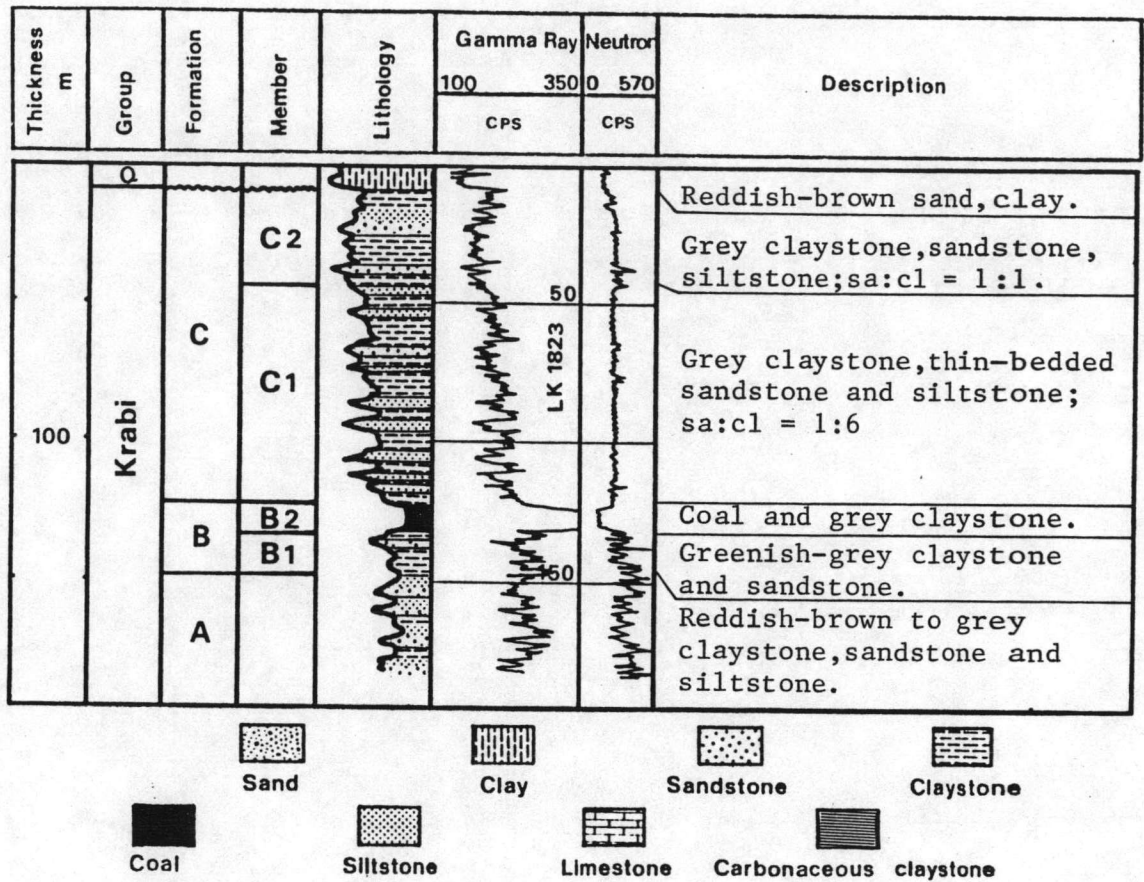 Thickness m
Group
Formation
Member
Lithology
Gamma Ray
100 350
CPS
Neutron
0 570
CPS
Description
Q
Krabi
C
B
A
C2
C1
B2
B1
100
50
LK 1823
50
Reddish-brown sand,clay.
Grey claystone,sandstone,
siltstone;sa:cl = 1:1.
Grey claystone,thin-bedded
sandstone and siltstone;
sa:cl = 1:6
Coal and grey claystone.
Greenish-grey claystone
and sandstone.
Reddish-brown to grey
claystone,sandstone and
siltstone.
Sand
Clay
Sandstone
Claystone
Coal
Siltstone
Limestone
Carbonaceous claystone